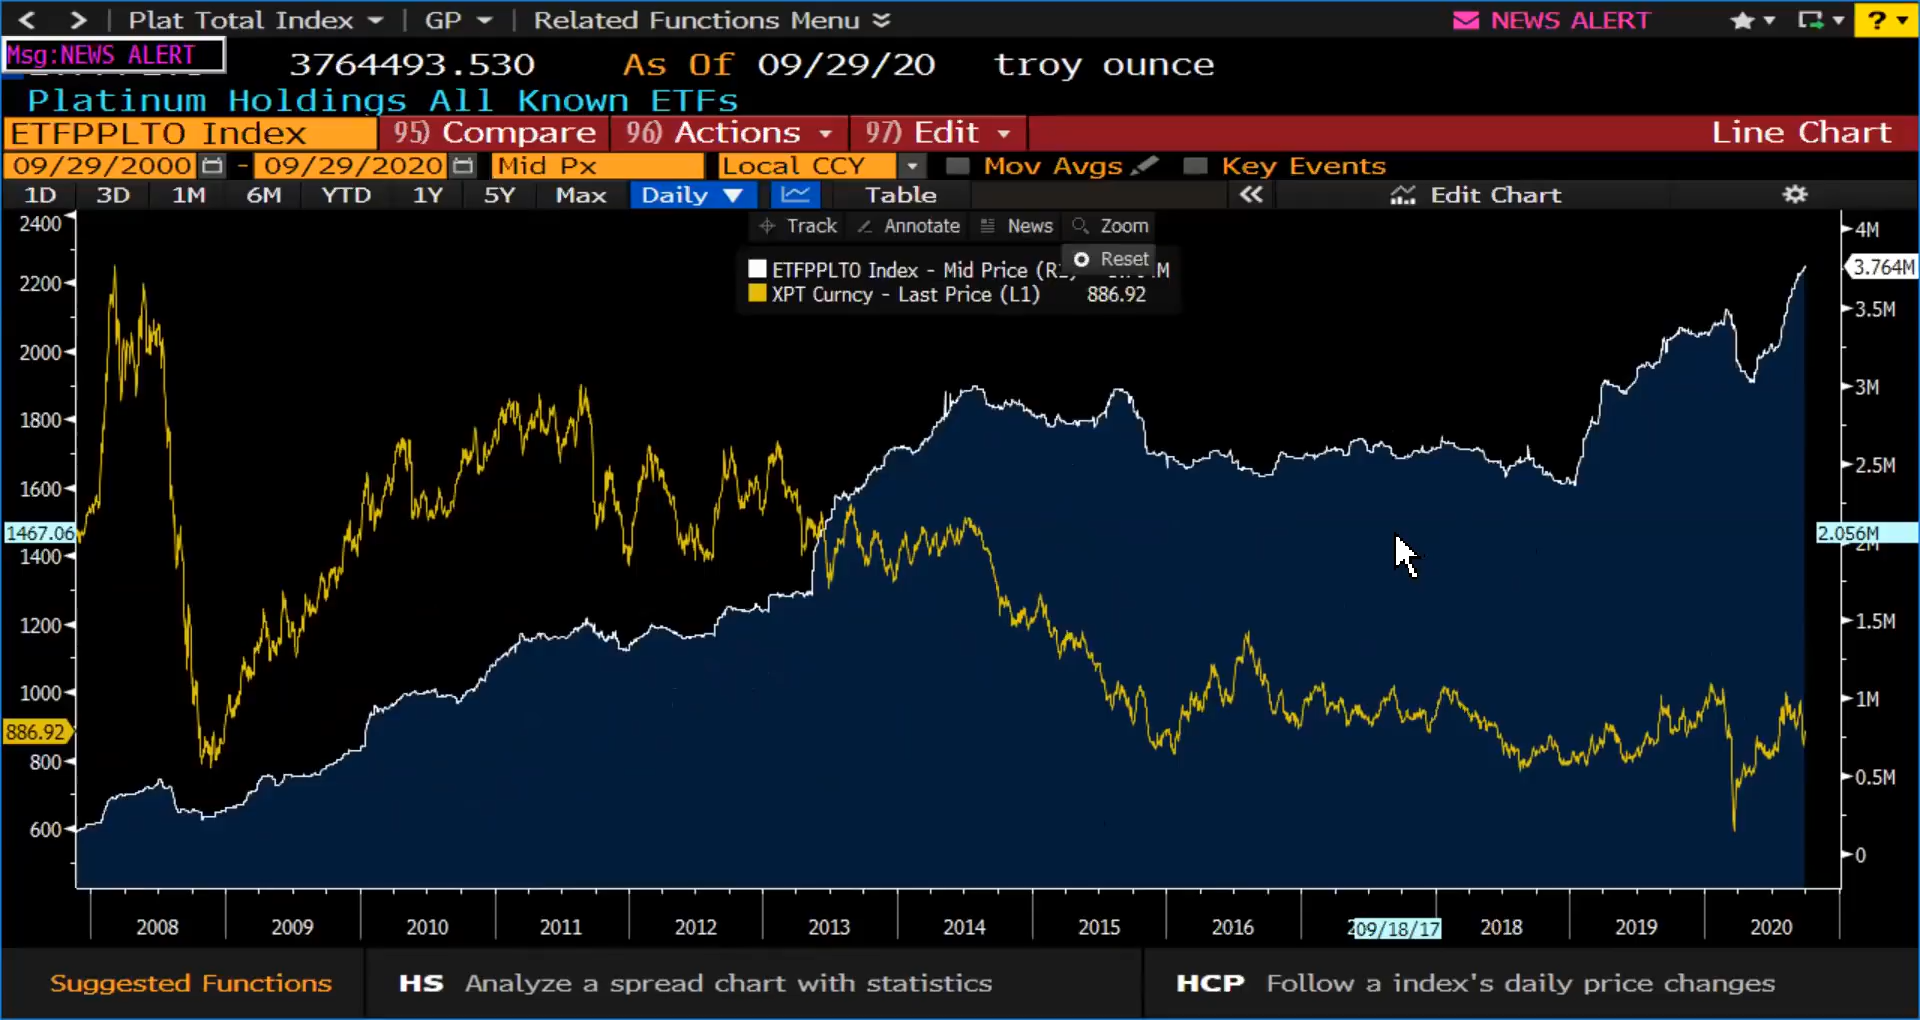 Plat Total Index GP Related Functions Menu NEWS ALERT ?
Msg:NEWS ALERT
3764493.530 As Of 09/29/20 troy ounce
Platinum Holdings All Known ETFs
ETFPPLTO Index 95) Compare 96) Actions 97) Edit Line Chart
09/29/2000 - 09/29/2020 Mid Px Local CCY Mov Avgs Key Events
1D 3D 1M 6M YTD 1Y 5Y Max Daily Table Edit Chart
Track Annotate News Zoom
Reset
ETFPPLTO Index - Mid Price
XPT Curncy - Last Price (L1) 886.92
2400
2200
2000
1800
1600
1467.06
1400
1200
1000
886.92
800
600
4M
3.764M
3.5M
3M
2.5M
2.056M
1.5M
1M
0.5M
0
2008 2009 2010 2011 2012 2013 2014 2015 2016 09/18/17 2018 2019 2020
Suggested Functions HS Analyze a spread chart with statistics HCP Follow a index's daily price changes